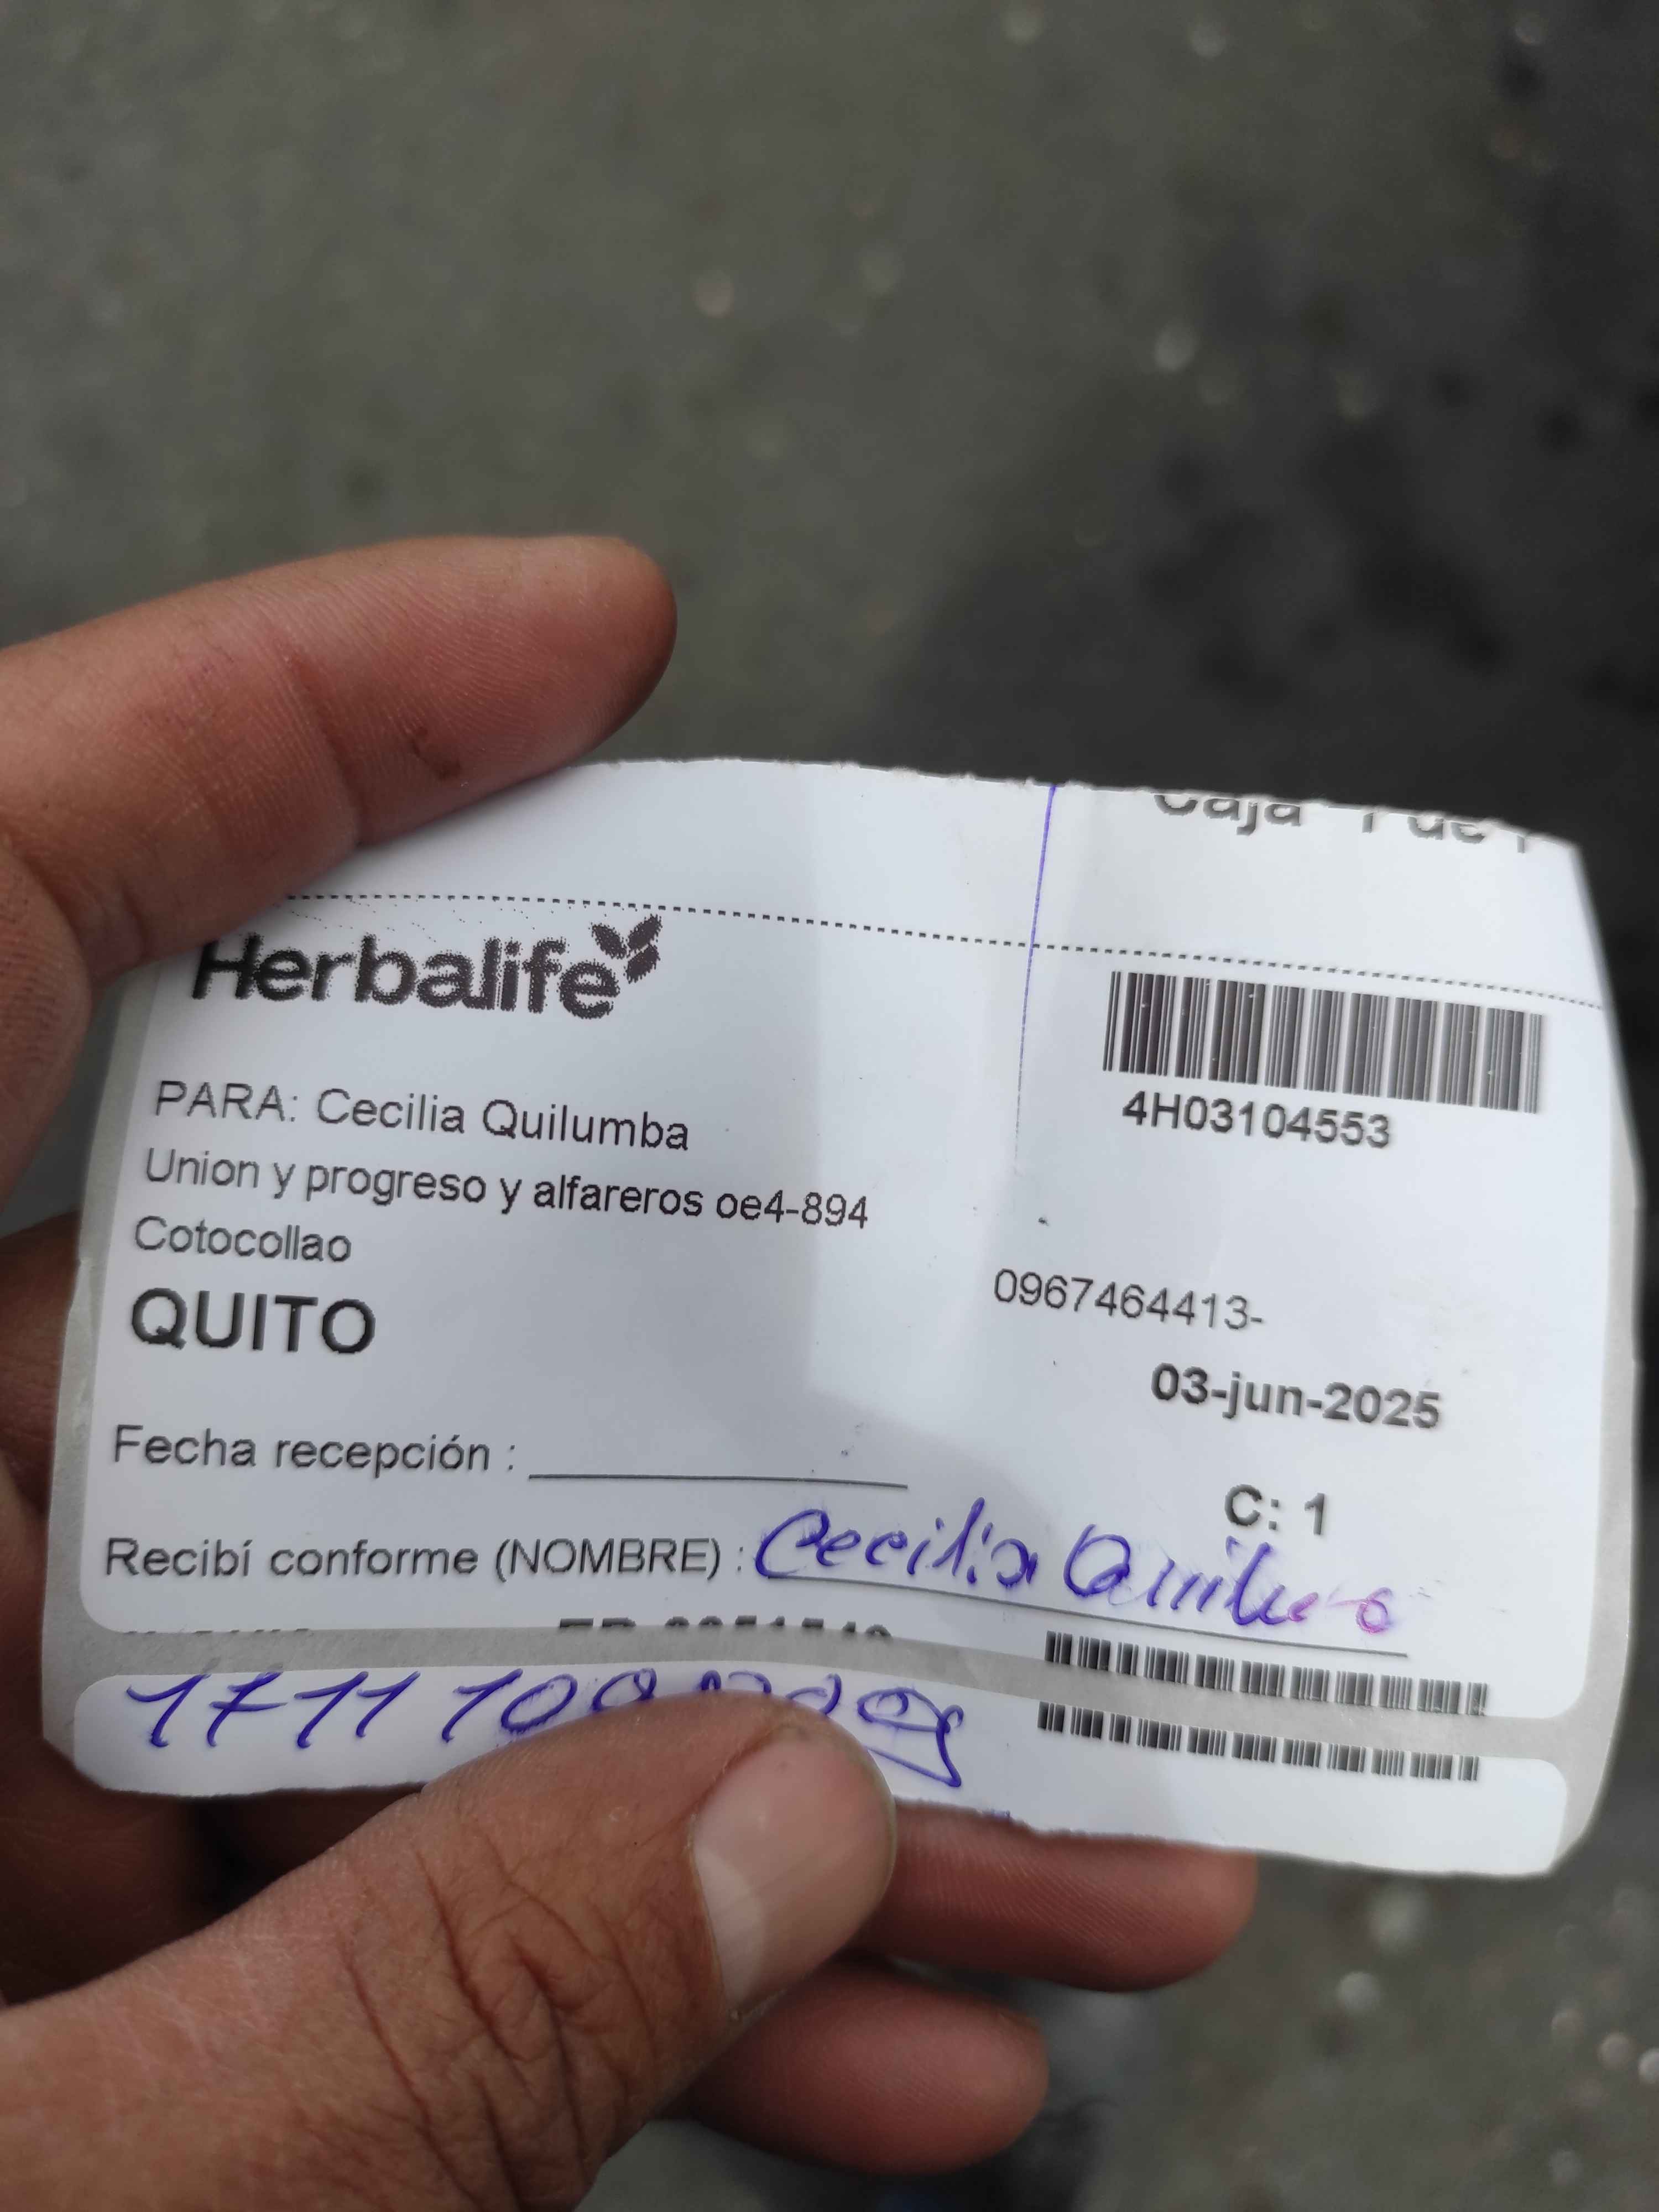 Caja 1 de 1
Herbalife
4H03104553
PARA: Cecilia Quilumba
Union y progreso y alfareros oe4-894
Cotocollao
0967464413-
QUITO
03-jun-2025
Fecha recepción :
C: 1
Recibí conforme (NOMBRE) : Cecilia